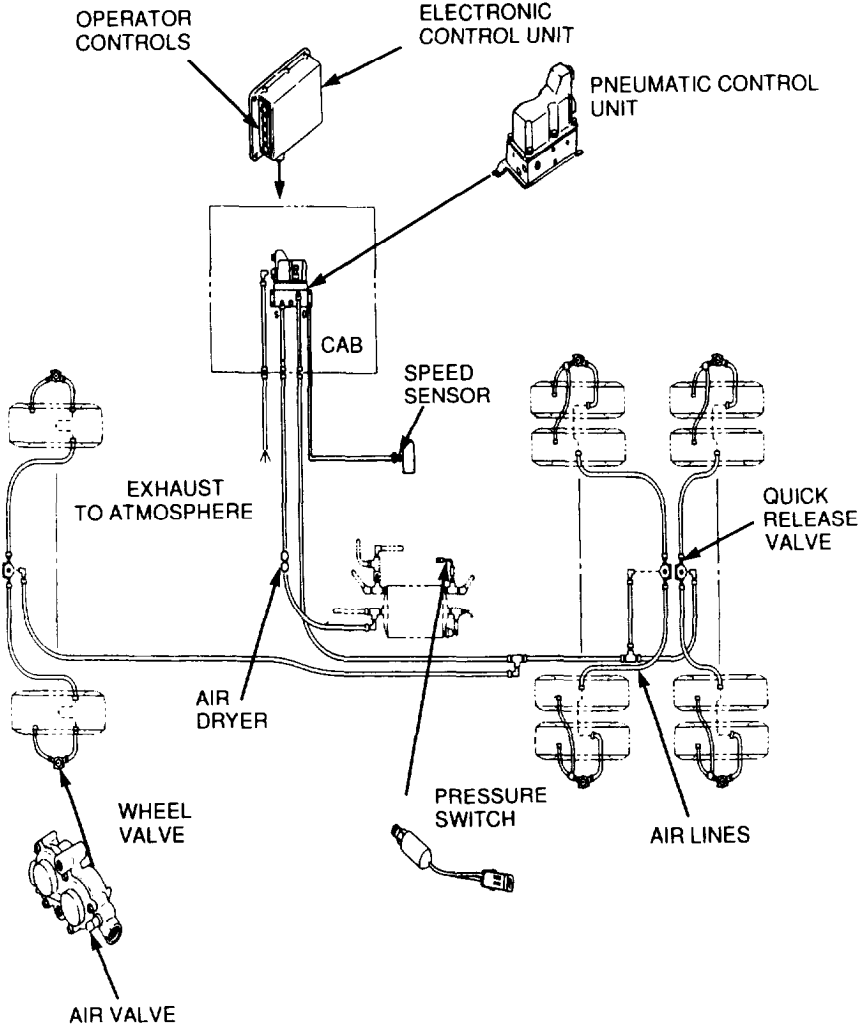 OPERATOR
CONTROLS
ELECTRONIC
CONTROL UNIT
PNEUMATIC CONTROL
UNIT
CAB
SPEED
SENSOR
EXHAUST
TO ATMOSPHERE
QUICK
RELEASE
VALVE
AIR
DRYER
WHEEL
VALVE
PRESSURE
SWITCH
AIR LINES
AIR VALVE